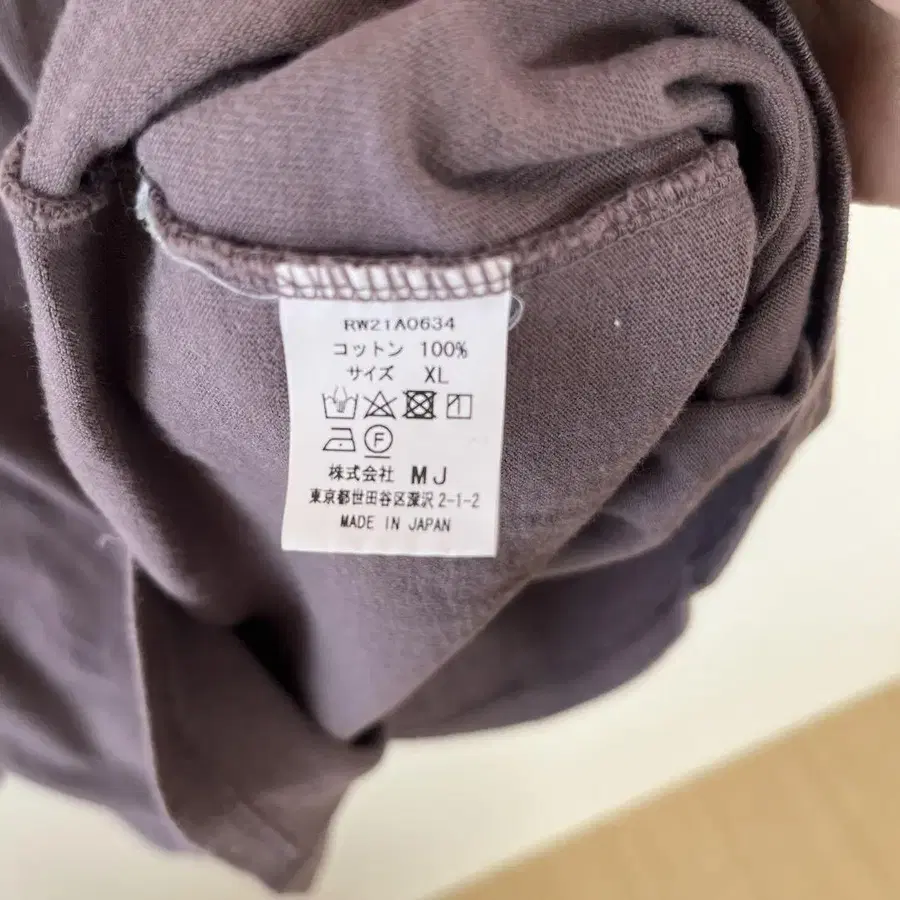 RW21A0634
コットン 100%
サイズ XL
F
株式会社 MJ
東京都世田谷区深沢2-1-2
MADE IN JAPAN